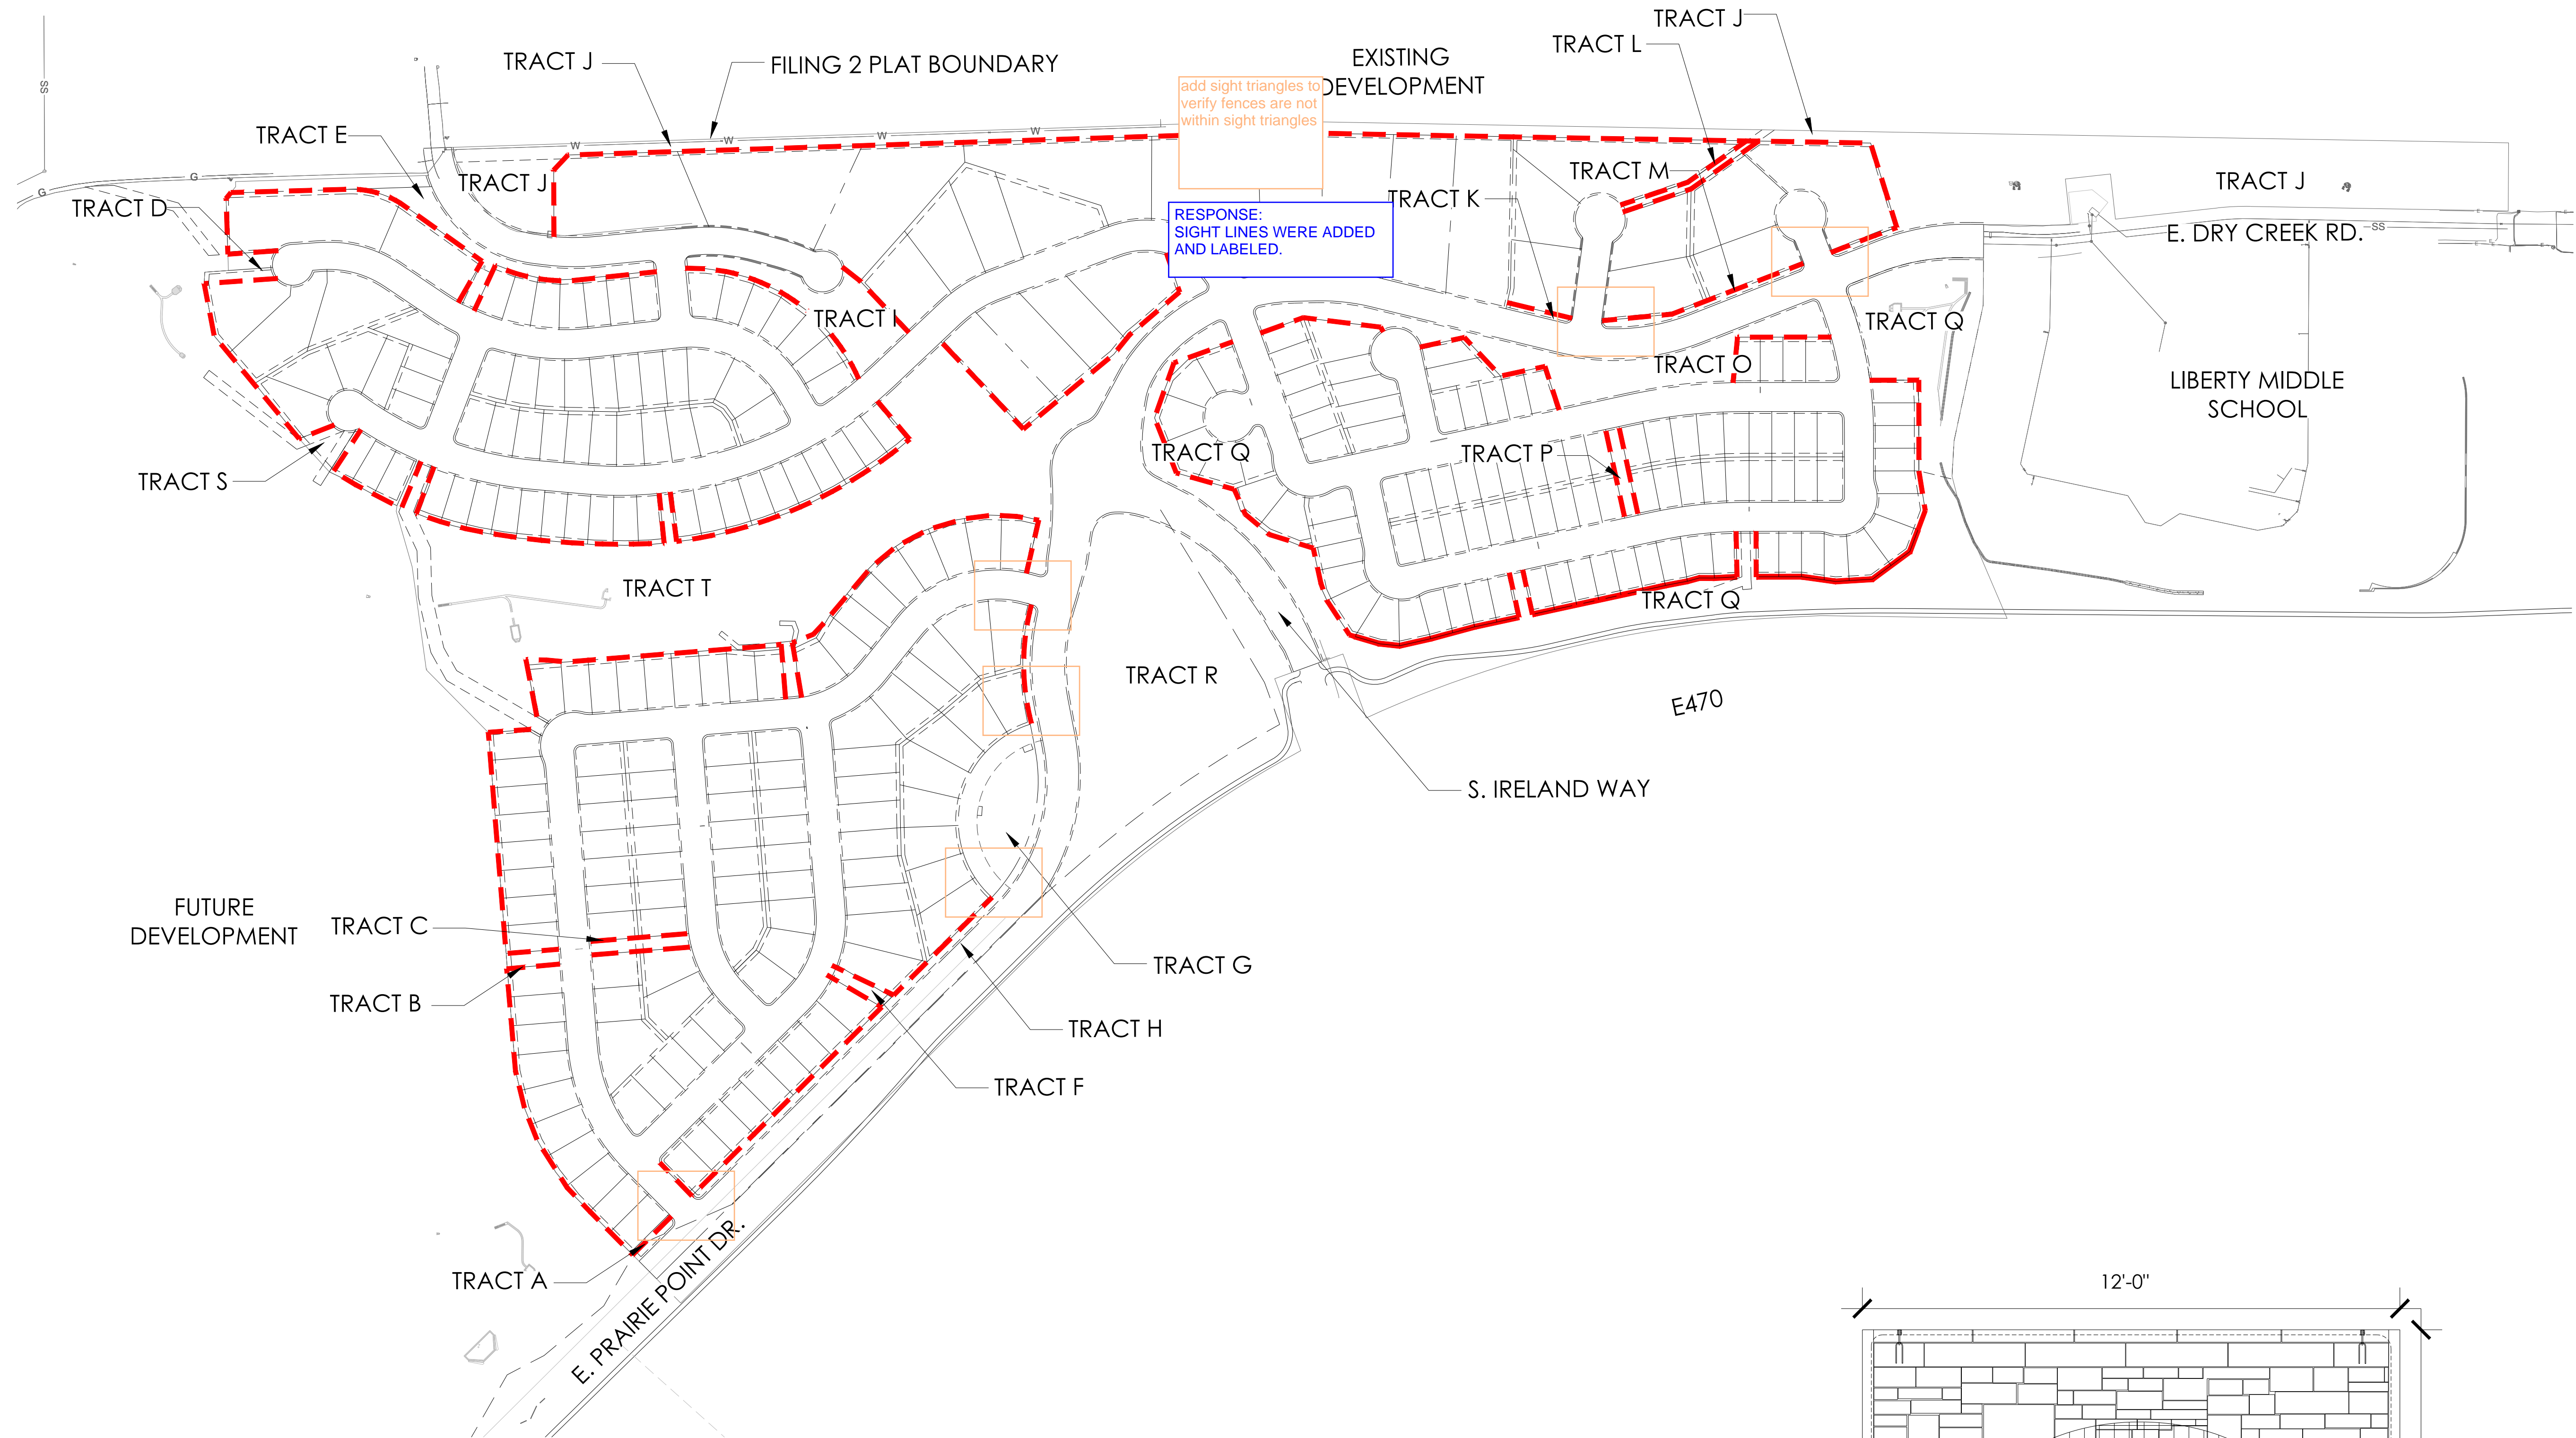 TRACT J
TRACT L
TRACT J
FILING 2 PLAT BOUNDARY
EXISTING
DEVELOPMENT
add sight triangles to
verify fences are not
within sight triangles
SS
TRACT E
W
W
W
W
TRACT J
TRACT M
TRACT J
G
G
TRACT D
TRACT K
RESPONSE:
SIGHT LINES WERE ADDED
AND LABELED.
E. DRY CREEK RD.
SS
TRACT I
TRACT Q
TRACT O
LIBERTY MIDDLE
SCHOOL
TRACT Q
TRACT P
TRACT S
TRACT T
TRACT Q
TRACT R
E470
S. IRELAND WAY
FUTURE
DEVELOPMENT
TRACT C
TRACT G
TRACT B
TRACT H
TRACT F
TRACT A
E. PRAIRIE POINT DR.
12'-0"